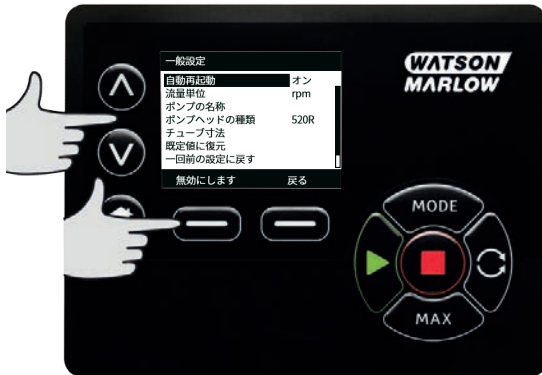 一般設定
自動再起動 オン
流量単位 rpm
ポンプの名称
ポンプヘッドの種類 520R
チューブ寸法
既定値に復元
一回前の設定に戻す
無効にします 戻る
WATSON
MARLOW
MODE
MAX